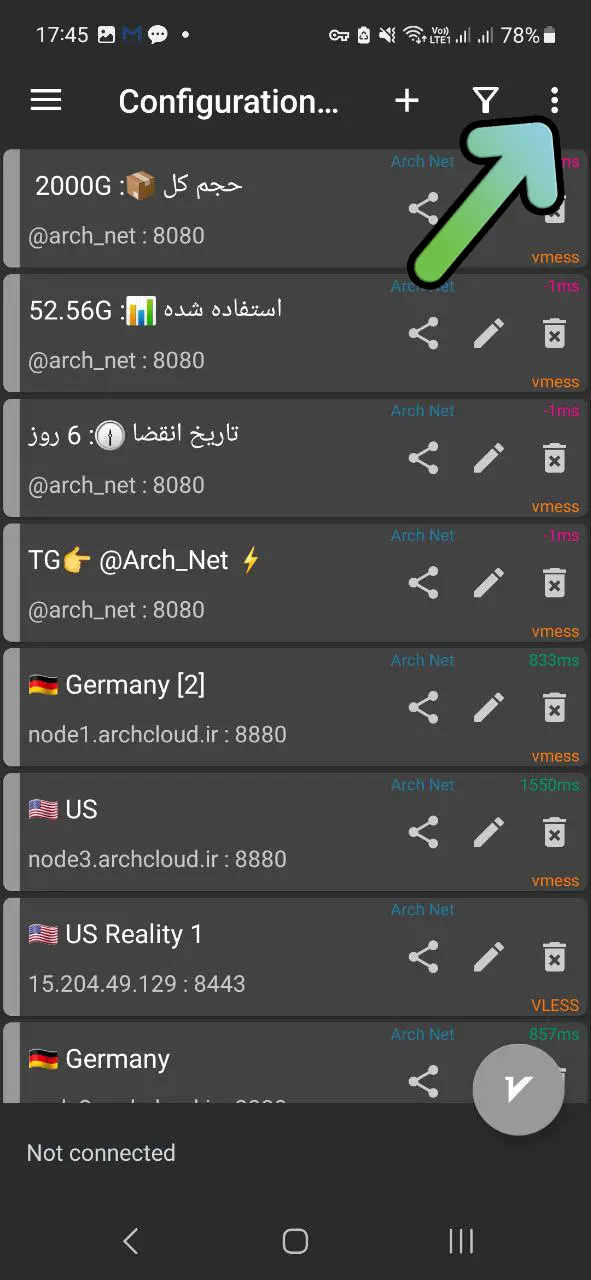 17:45 Vo)) LTE1 78%
Configuration...
Arch Net
حجم کل 📦: 2000G
@arch_net : 8080
vmess
Arch Net -1ms
استفاده شده 📊: 52.56G
@arch_net : 8080
vmess
Arch Net -1ms
تاریخ انقضا 🕕: 6 روز
@arch_net : 8080
vmess
Arch Net -1ms
TG👉 @Arch_Net ⚡
@arch_net : 8080
vmess
Arch Net 833ms
🇩🇪 Germany [2]
node1.archcloud.ir : 8880
vmess
Arch Net 1550ms
🇺🇸 US
node3.archcloud.ir : 8880
vmess
Arch Net
🇺🇸 US Reality 1
15.204.49.129 : 8443
VLESS
Arch Net 857ms
🇩🇪 Germany
Not connected